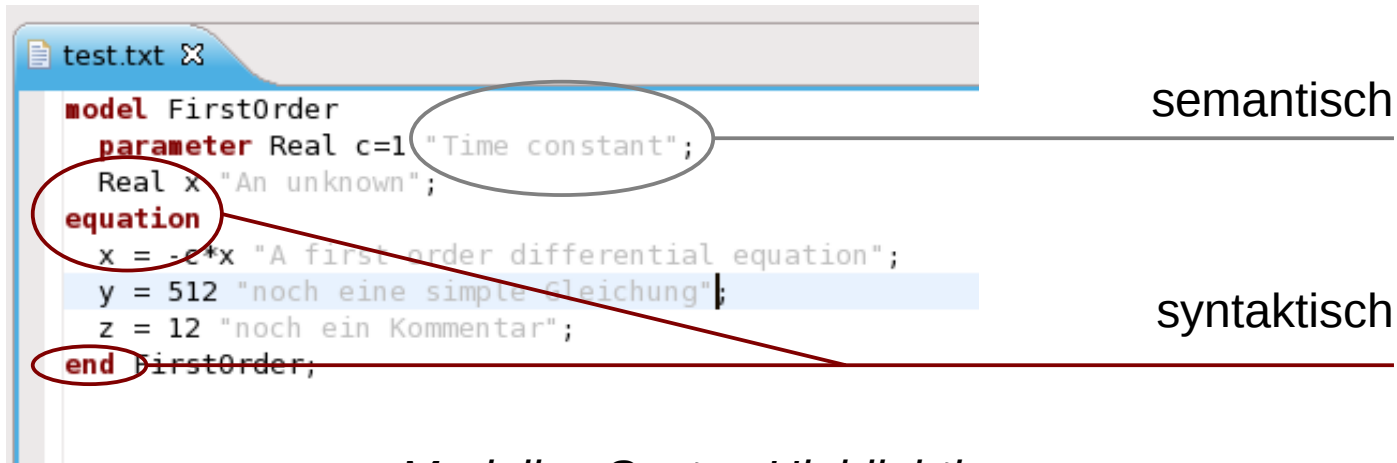 test.txt
model FirstOrder
parameter Real c=1 "Time constant";
semantisch
Real x "An unknown";
equation
x = -c*x "A first order differential equation";
y = 512 "noch eine simple Gleichung";
syntaktisch
z = 12 "noch ein Kommentar";
end FirstOrder;